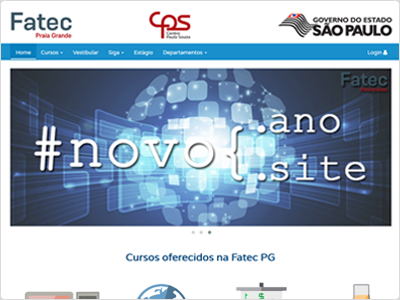 Fatec
Praia Grande
CPS
Centro
Paula Souza
GOVERNO DO ESTADO
SÃO PAULO
Home
Cursos
Vestibular
Siga
Estágio
Departamentos
Login
Fatec
#novo{
.ano
.site
Cursos oferecidos na Fatec PG